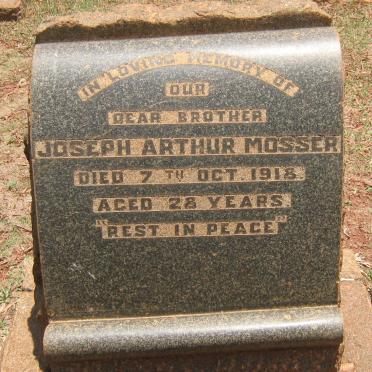 IN LOVING MEMORY OF
OUR
DEAR BROTHER
JOSEPH ARTHUR MOSSER
DIED 7TH OCT. 1918.
AGED 28 YEARS.
"REST IN PEACE"